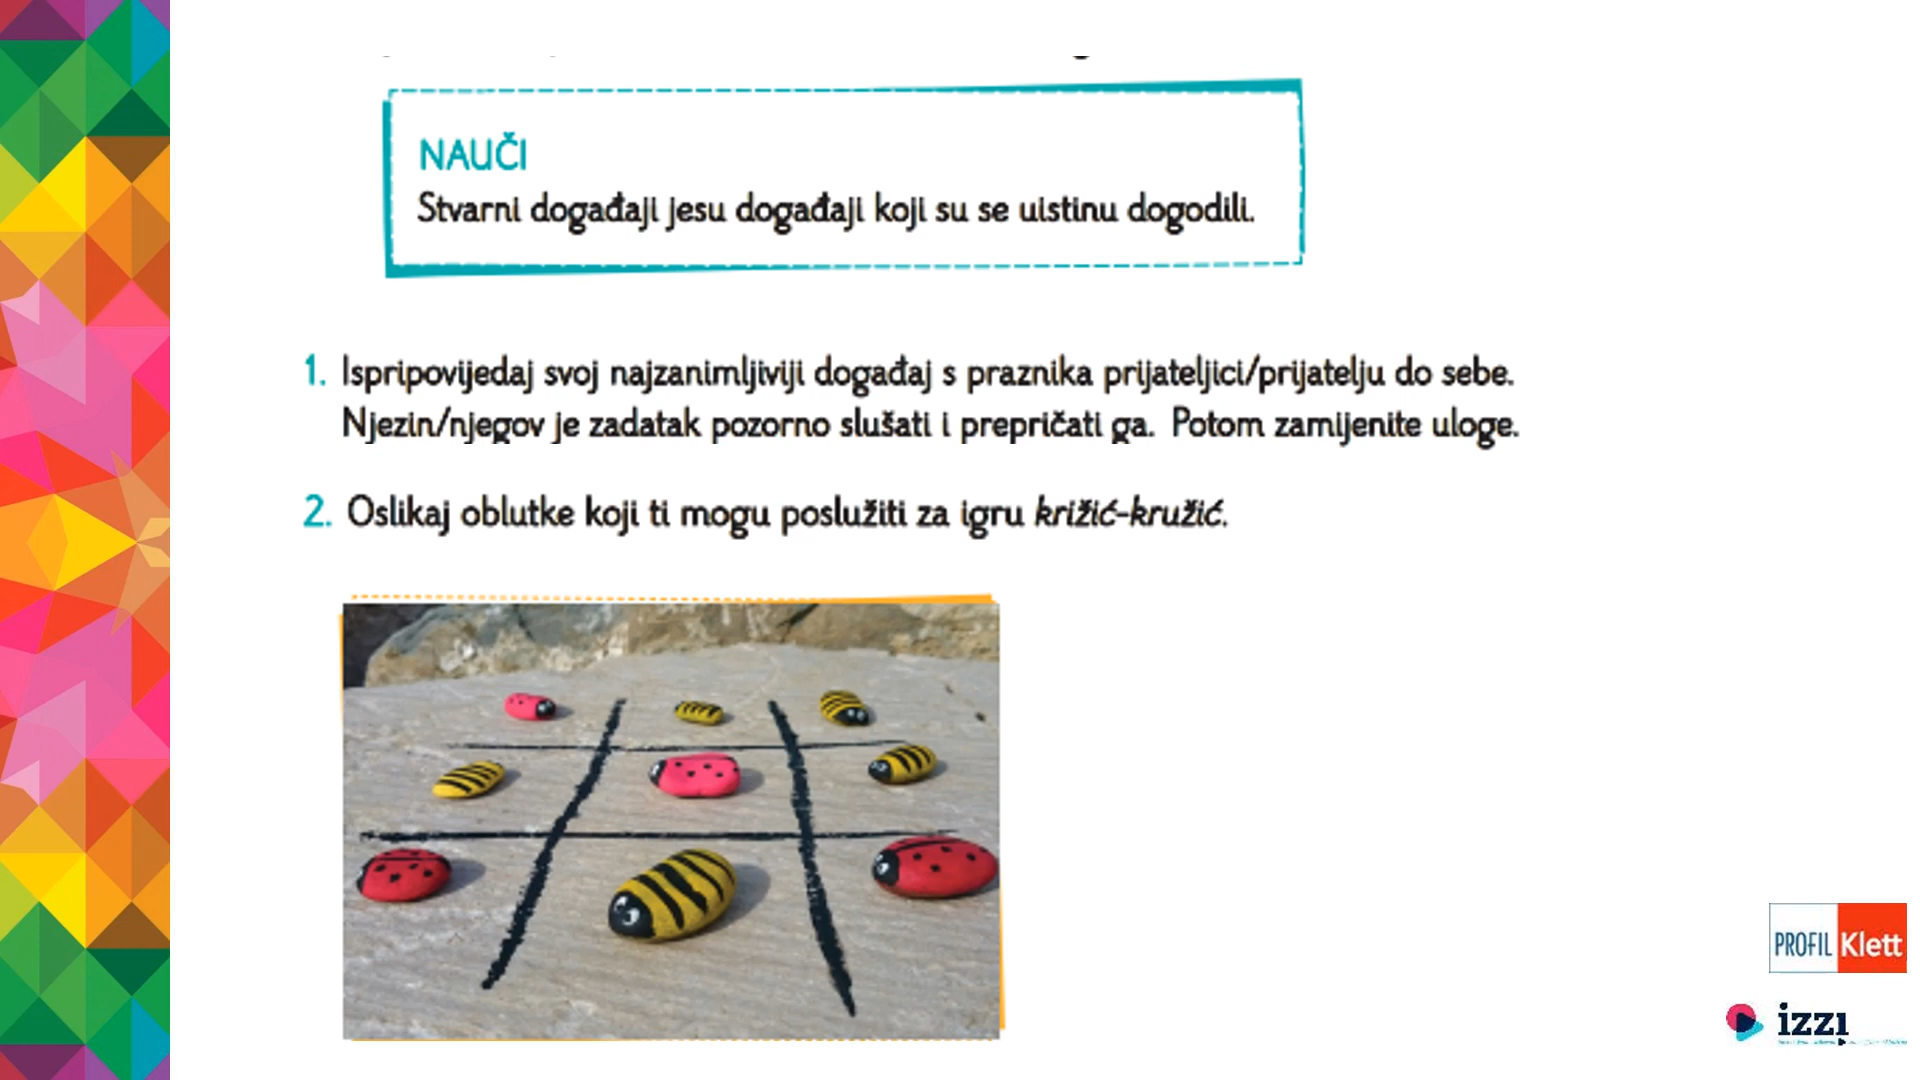 NAUČI
Stvarni događaji jesu događaji koji su se uistinu dogodili.
1. Ispripovijedaj svoj najzanimljiviji događaj s praznika prijateljici/prijatelju do sebe.
Njezin/njegov je zadatak pozorno slušati i prepričati ga. Potom zamijenite uloge.
2. Oslikaj oblutke koji ti mogu poslužiti za igru križić-kružić.
PROFIL Klett
izzi